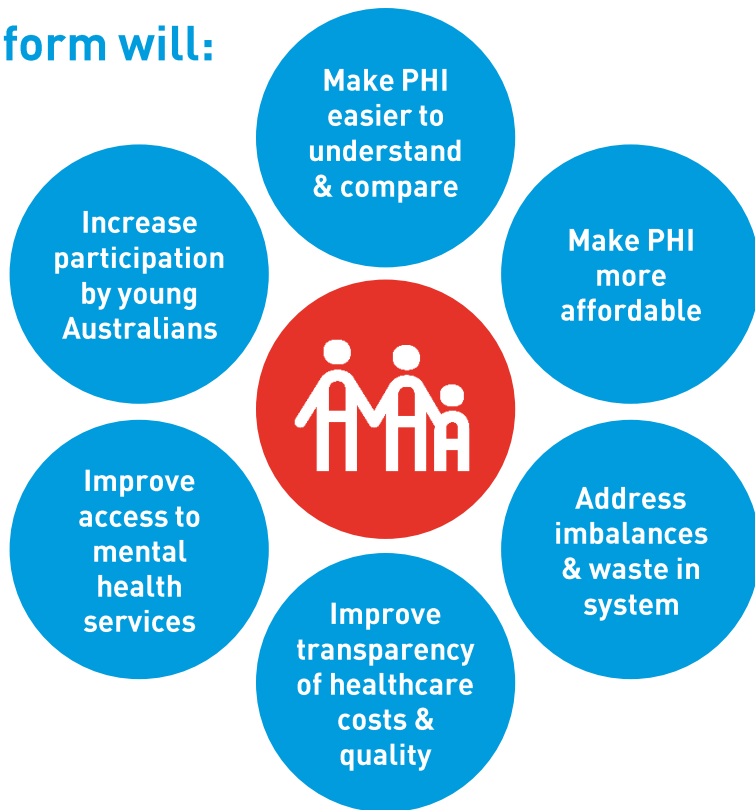 form will:
Make PHI
easier to
understand
& compare
Make PHI
more
affordable
Address
imbalances
& waste in
system
Improve
transparency
of healthcare
costs &
quality
Improve
access to
mental
health
services
Increase
participation
by young
Australians